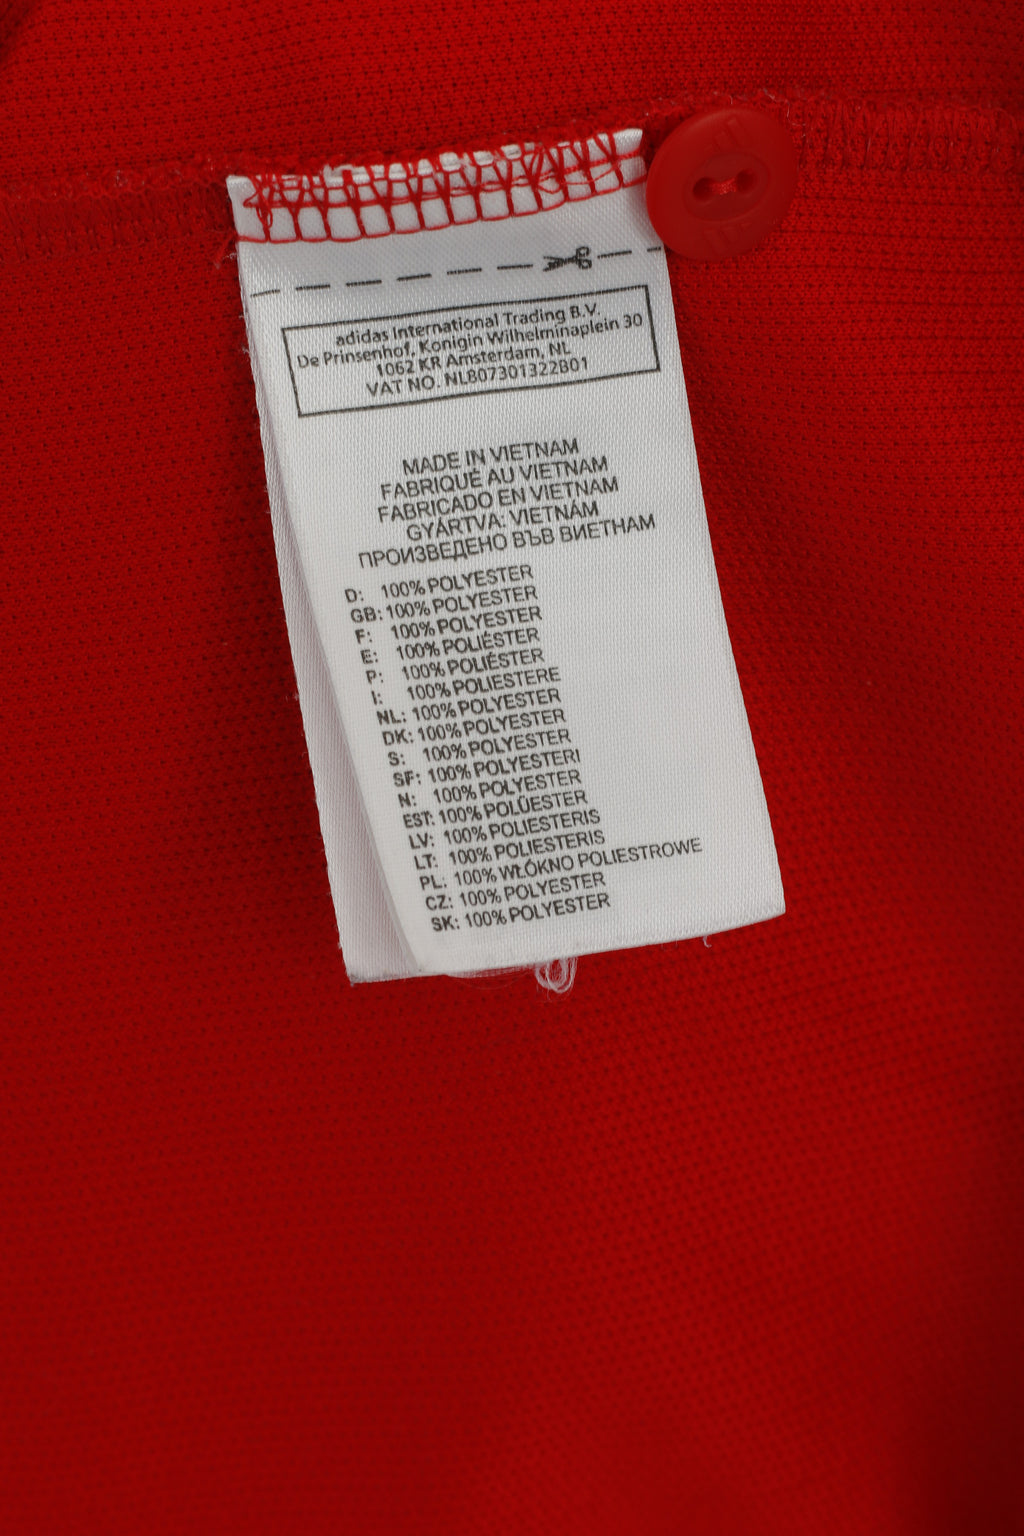 adidas International Trading B.V.
De Prinsenhof, Konigin Wilhelminaplein 30
1062 KR Amsterdam, NL
VAT NO. NL807301322B01
MADE IN VIETNAM
FABRIQUÉ AU VIETNAM
FABRICADO EN VIETNAM
GYÁRTVA: VIETNÁM
ПРОИЗВЕДЕНО ВЪВ ВИЕТНАМ
D: 100% POLYESTER
GB: 100% POLYESTER
F: 100% POLYESTER
E: 100% POLIÉSTER
P: 100% POLIÉSTER
I: 100% POLIESTERE
NL: 100% POLYESTER
DK: 100% POLYESTER
S: 100% POLYESTER
SF: 100% POLYESTERI
N: 100% POLYESTER
EST: 100% POLÜESTER
LV: 100% POLIESTERIS
LT: 100% POLIESTERIS
PL: 100% WŁÓKNO POLIESTROWE
CZ: 100% POLYESTER
SK: 100% POLYESTER